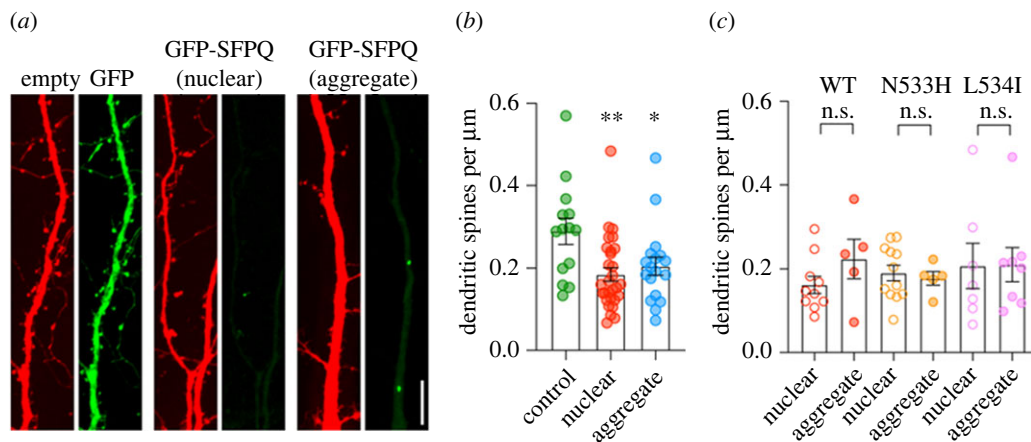 (a)
GFP-SFPQ GFP-SFPQ
empty GFP (nuclear) (aggregate)
(b)
dendritic spines per µm
0.6
0.4
0.2
0.0
** *
control nuclear aggregate
(c)
dendritic spines per µm
0.6
0.4
0.2
0.0
WT N533H L534I
n.s. n.s. n.s.
nuclear aggregate nuclear aggregate nuclear aggregate